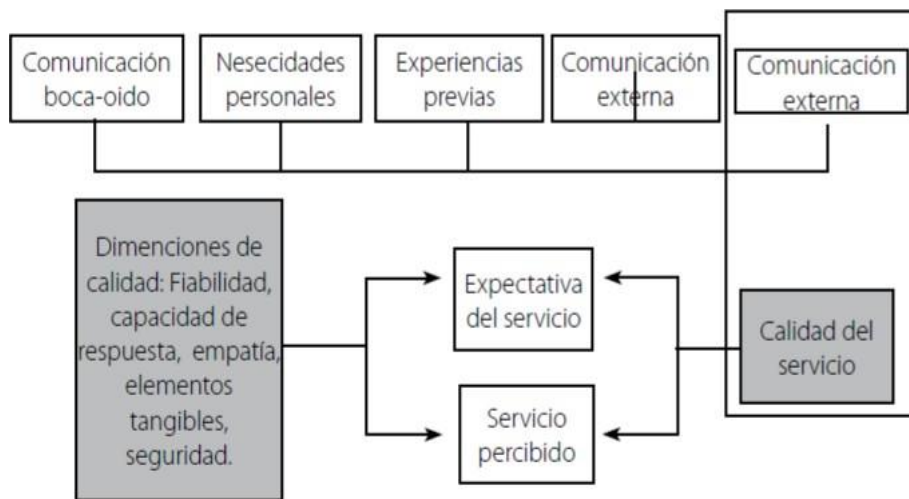 Comunicación
boca-oido
Nesecidades
personales
Experiencias
previas
Comunicación
externa
Comunicación
externa
Dimenciones de
calidad: Fiabilidad,
capacidad de
respuesta, empatía,
elementos
tangibles,
seguridad.
Expectativa
del servicio
Servicio
percibido
Calidad del
servicio